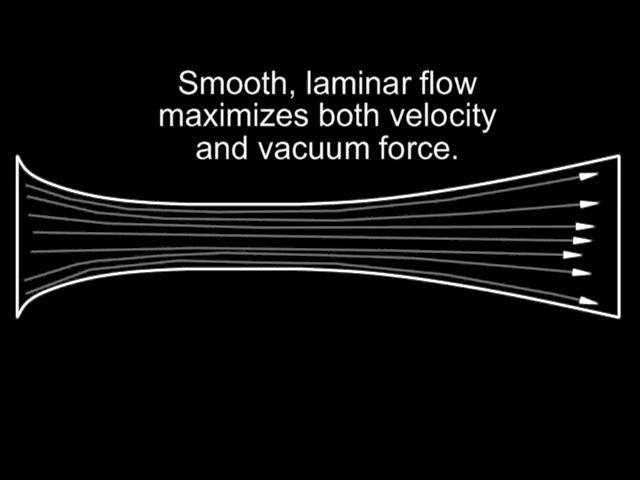 Smooth, laminar flow
maximizes both velocity
and vacuum force.